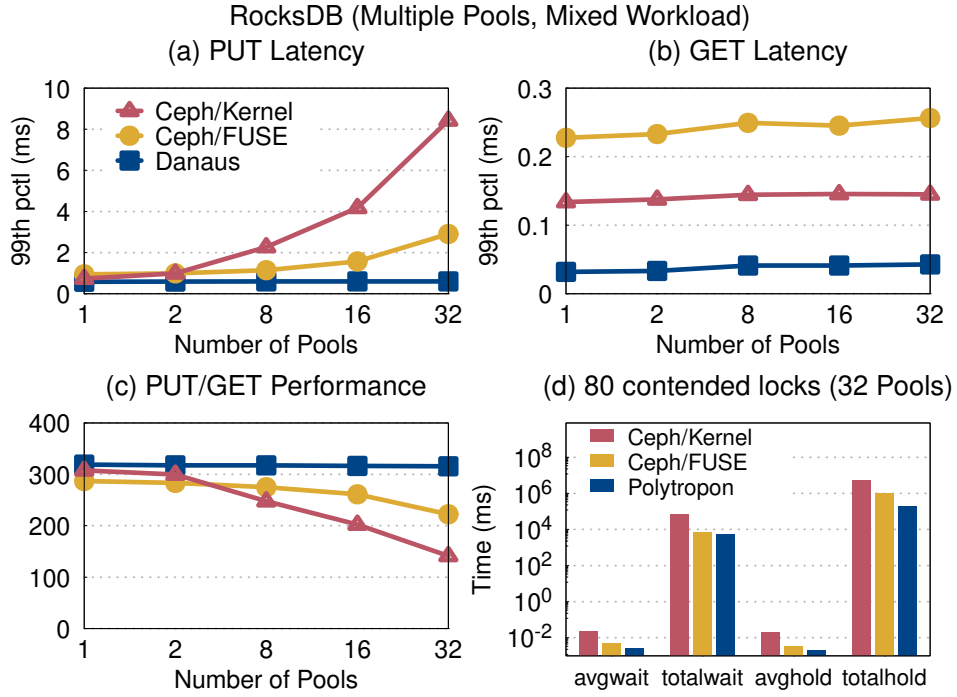 RocksDB (Multiple Pools, Mixed Workload)
(a) PUT Latency
99th pctl (ms)
10
8
6
4
2
0
Ceph/Kernel
Ceph/FUSE
Danaus
1 2 8 16 32
Number of Pools
(b) GET Latency
99th pctl (ms)
0.3
0.2
0.1
0
1 2 8 16 32
Number of Pools
(c) PUT/GET Performance
400
300
200
100
0
1 2 8 16 32
Number of Pools
(d) 80 contended locks (32 Pools)
Time (ms)
10^8
10^6
10^4
10^2
10^0
10^-2
Ceph/Kernel
Ceph/FUSE
Polytropon
avgwait totalwait avghold totalhold